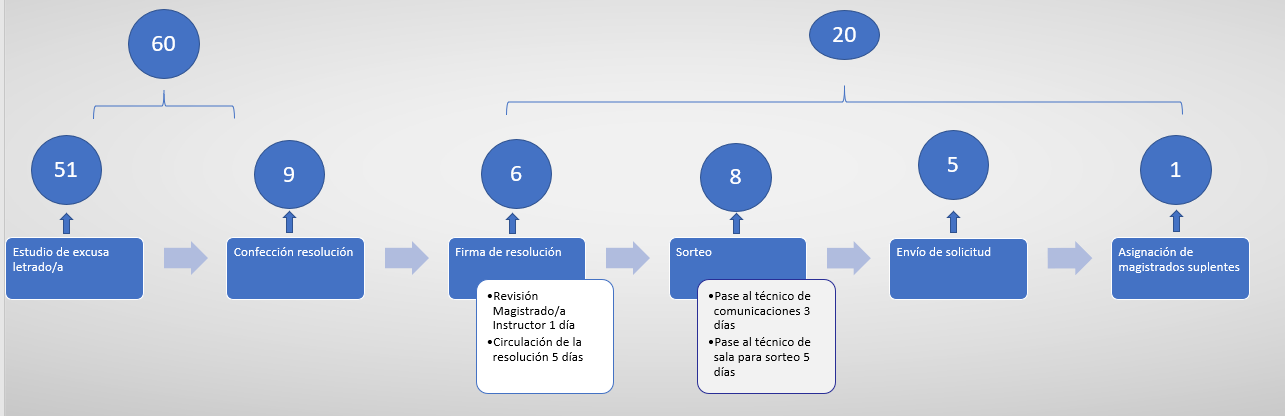 60
20
51
9
6
8
5
1
Estudio de excusa
letrado/a
Confección resolución
Firma de resolución
•Revisión
Magistrado/a
Instructor 1 día
•Circulación de la
resolución 5 días
Sorteo
•Pase al técnico de
comunicaciones 3
días
•Pase al técnico de
sala para sorteo 5
días
Envío de solicitud
Asignación de
magistrados suplentes